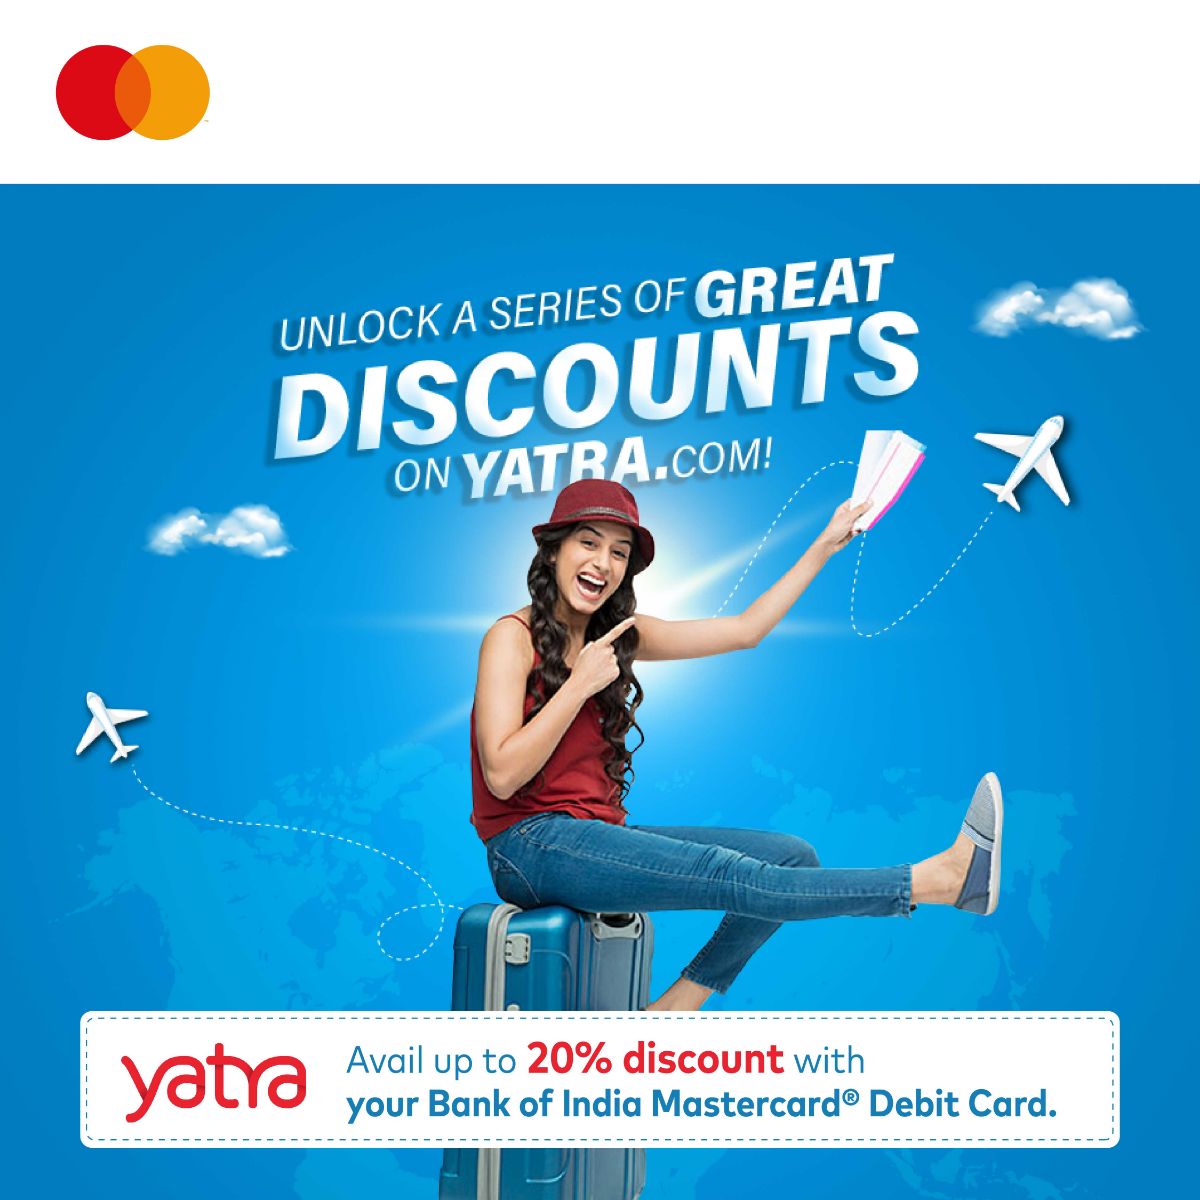 UNLOCK A SERIES OF GREAT
DISCOUNTS
ON YATRA.COM!
yatra
Avail up to 20% discount with
your Bank of India Mastercard® Debit Card.